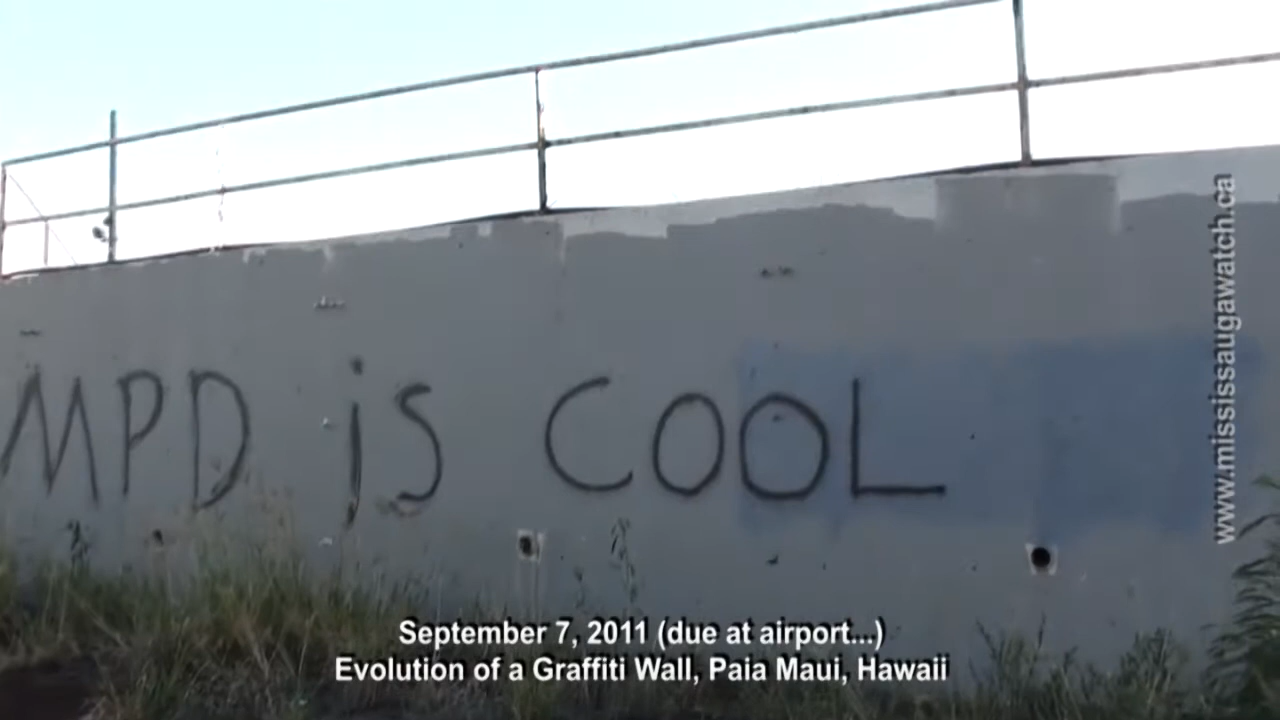 MPD is COOL
www.mississaugawatch.ca
September 7, 2011 (due at airport...)
Evolution of a Graffiti Wall, Paia Maui, Hawaii